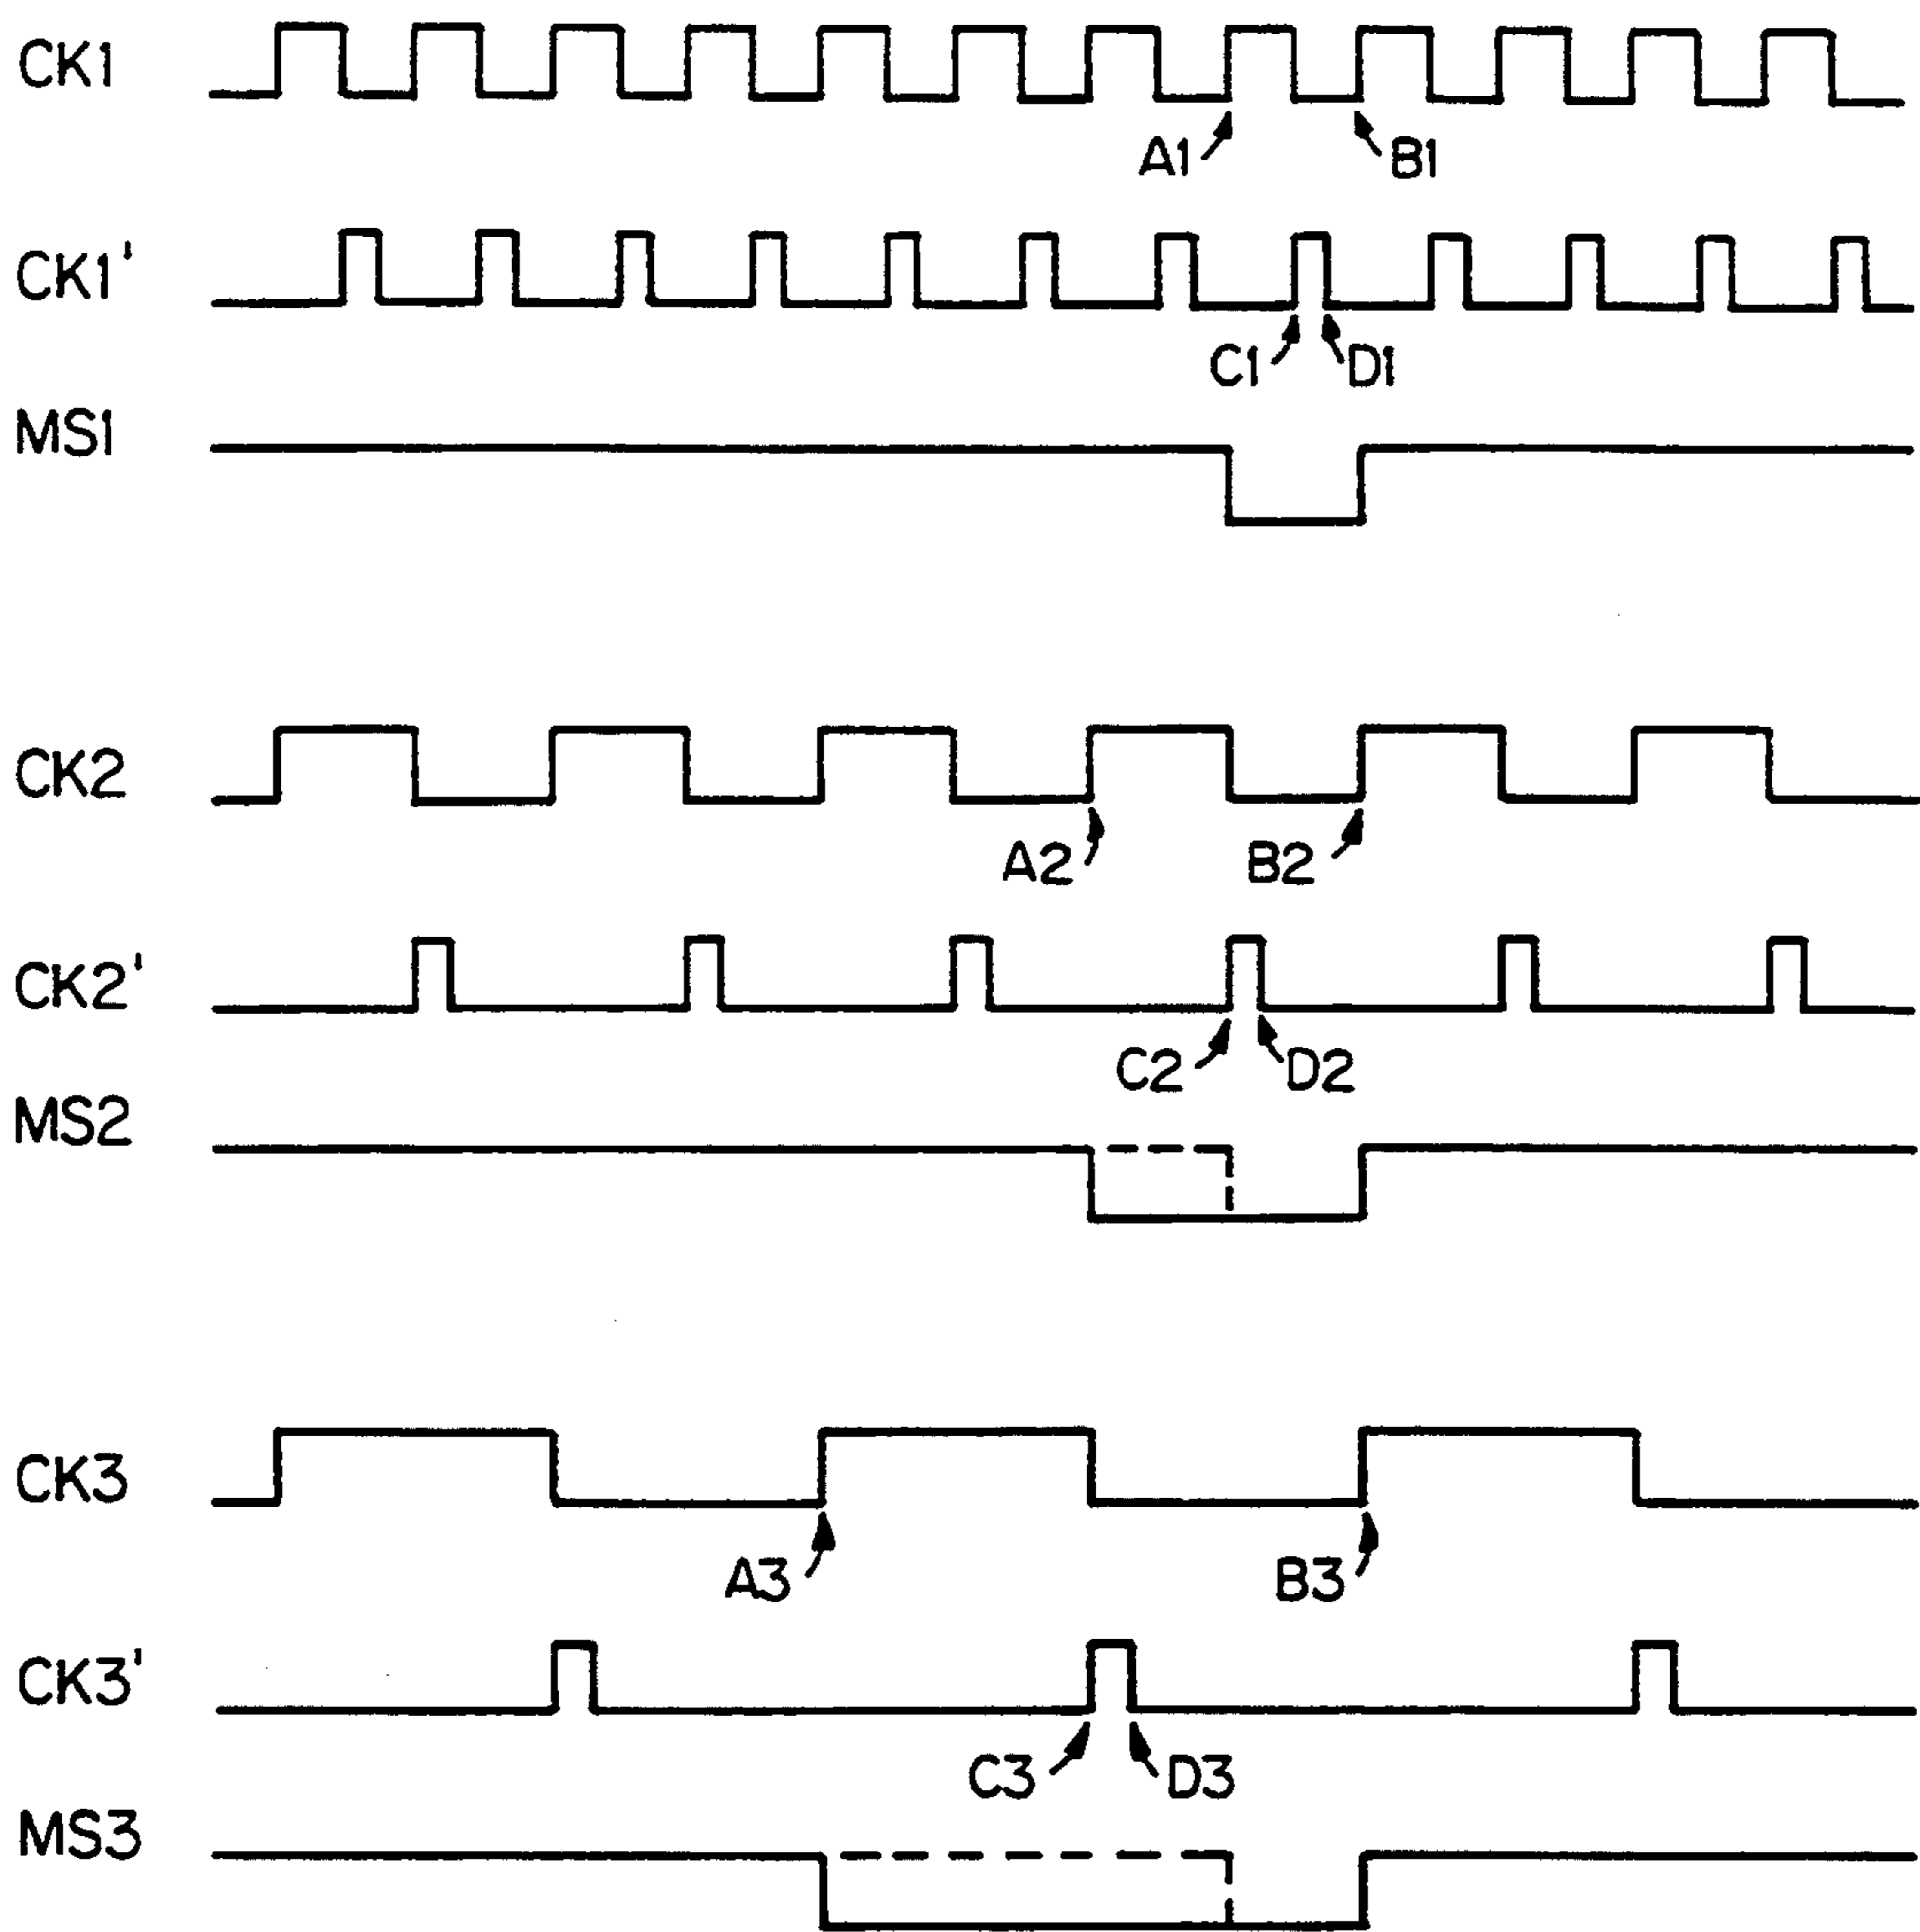 CK1
A1 B1
CK1'
C1 D1
MS1
CK2
A2 B2
CK2'
C2 D2
MS2
CK3
A3 B3
CK3'
C3 D3
MS3